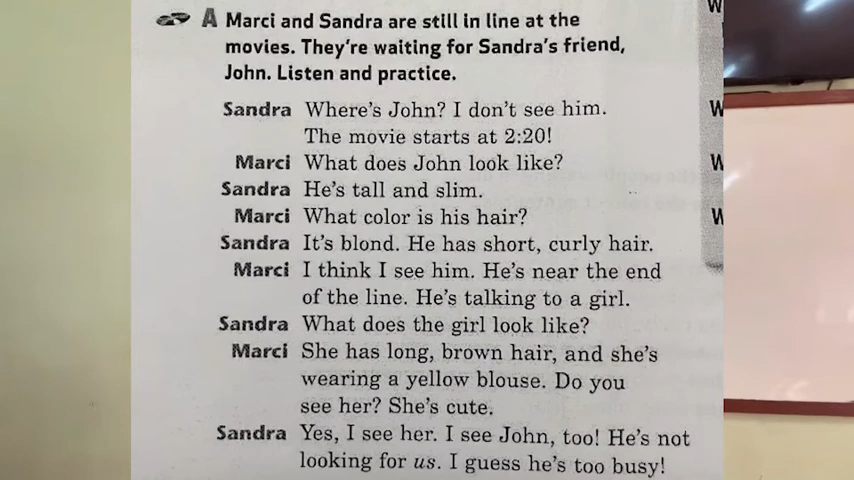 A Marci and Sandra are still in line at the
movies. They're waiting for Sandra's friend,
John. Listen and practice.
Sandra Where's John? I don't see him.
The movie starts at 2:20!
Marci What does John look like?
Sandra He's tall and slim.
Marci What color is his hair?
Sandra It's blond. He has short, curly hair.
Marci I think I see him. He's near the end
of the line. He's talking to a girl.
Sandra What does the girl look like?
Marci She has long, brown hair, and she's
wearing a yellow blouse. Do you
see her? She's cute.
Sandra Yes, I see her. I see John, too! He's not
looking for us. I guess he's too busy!